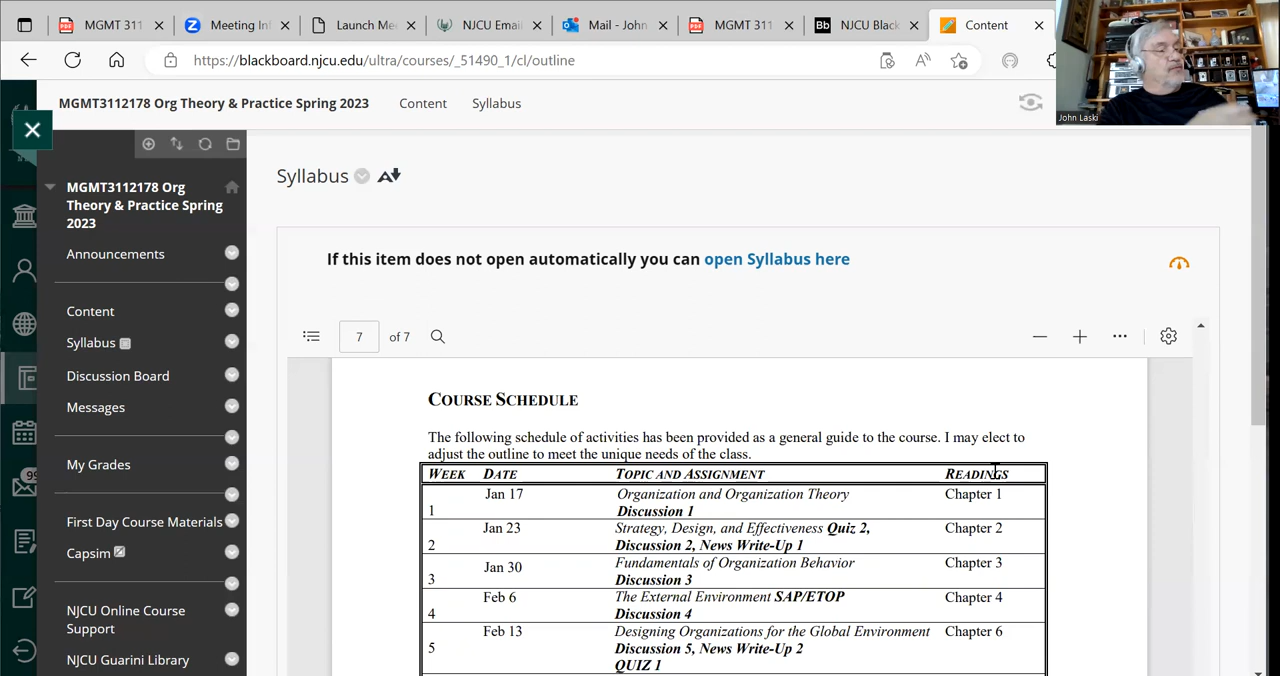 MGMT 311
Meeting In
Launch Me
NJCU Emai
Mail - John
MGMT 311
Bb NJCU Black
Content
https://blackboard.njcu.edu/ultra/courses/_51490_1/cl/outline
John Laski
MGMT3112178 Org Theory & Practice Spring 2023 Content Syllabus
MGMT3112178 Org
Theory & Practice Spring
2023
Announcements
Content
Syllabus
Discussion Board
Messages
My Grades
First Day Course Materials
Capsim
NJCU Online Course
Support
NJCU Guarini Library
99
Syllabus
If this item does not open automatically you can open Syllabus here
7 of 7
COURSE SCHEDULE
The following schedule of activities has been provided as a general guide to the course. I may elect to
adjust the outline to meet the unique needs of the class.
WEEK DATE TOPIC AND ASSIGNMENT READINGS
Jan 17 Organization and Organization Theory Chapter 1
1 Discussion 1
Jan 23 Strategy, Design, and Effectiveness Quiz 2, Chapter 2
2 Discussion 2, News Write-Up 1
Jan 30 Fundamentals of Organization Behavior Chapter 3
3 Discussion 3
Feb 6 The External Environment SAP/ETOP Chapter 4
4 Discussion 4
Feb 13 Designing Organizations for the Global Environment Chapter 6
5 Discussion 5, News Write-Up 2
QUIZ 1